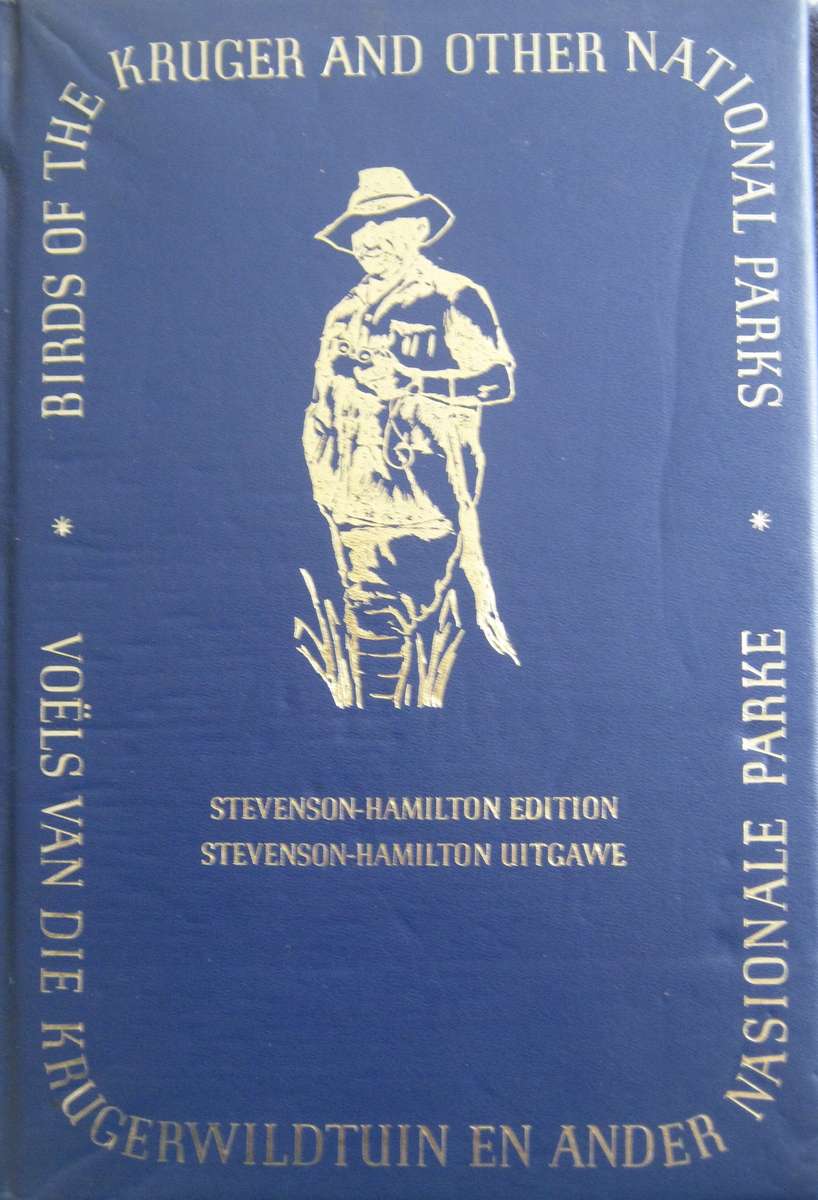 BIRDS OF THE KRUGER AND OTHER NATIONAL PARKS
*
*
STEVENSON-HAMILTON EDITION
STEVENSON-HAMILTON UITGAWE
VOËLS VAN DIE KRUGERWILDTUIN EN ANDER NASIONALE PARKE